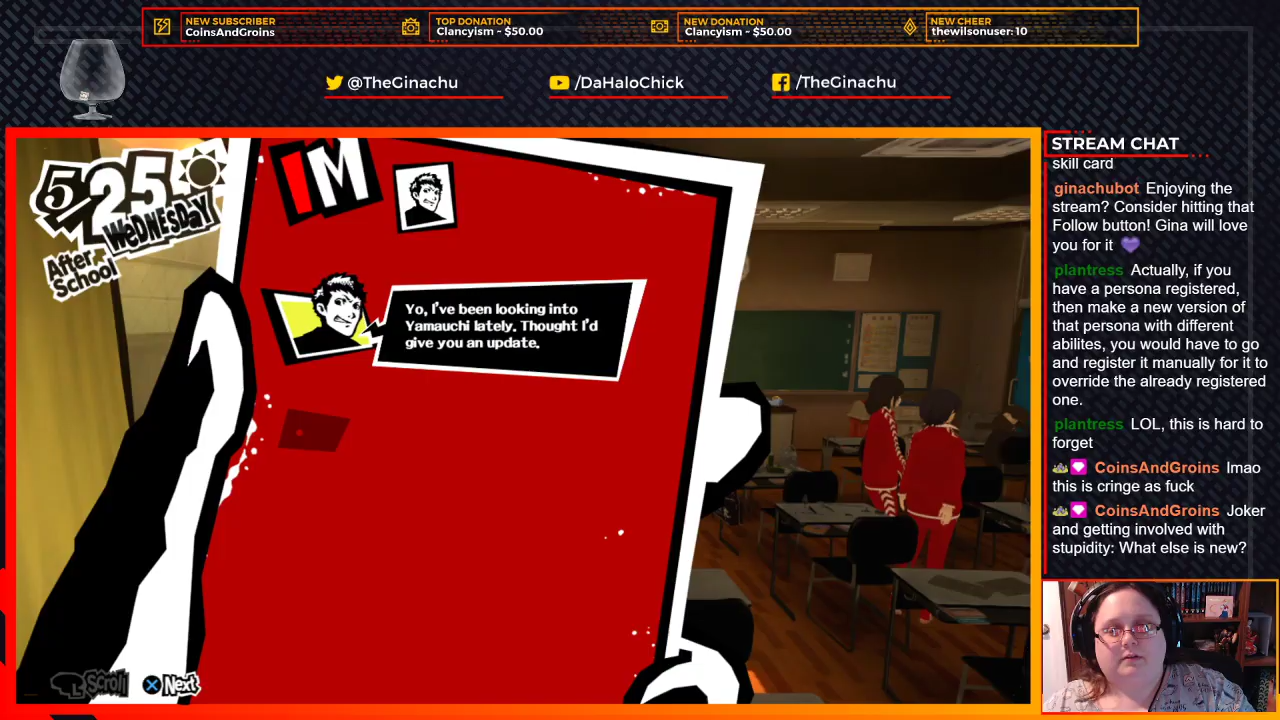 NEW SUBSCRIBER
CoinsAndGroins
TOP DONATION
Clancyism - $50.00
NEW DONATION
Clancyism - $50.00
NEW CHEER
thewilsonuser: 10
@TheGinachu
/DaHaloChick
/TheGinachu
5/25
WEDNESDAY
After School
IM
Yo, I've been looking into
Yamauchi lately. Thought I'd
give you an update.
L Scroll
Next
STREAM CHAT
skill card
ginachubot Enjoying the
stream? Consider hitting that
Follow button! Gina will love
you for it
plantress Actually, if you
have a persona registered,
then make a new version of
that persona with different
abilites, you would have to go
and register it manually for it to
override the already registered
one.
plantress LOL, this is hard to
forget
CoinsAndGroins lmao
this is cringe as fuck
CoinsAndGroins Joker
and getting involved with
stupidity: What else is new?